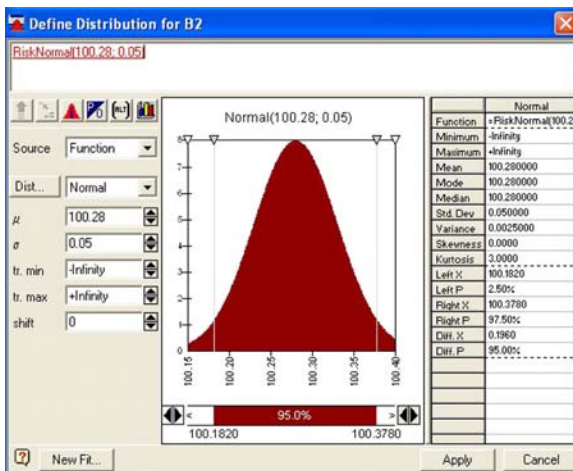 Define Distribution for B2
RiskNormal(100.28; 0.05)
Source Function
Dist... Normal
μ 100.28
σ 0.05
tr. min -Infinity
tr. max +Infinity
shift 0
Normal(100.28; 0.05)
8
7
6
5
4
3
2
1
0
100.15 100.20 100.25 100.30 100.35 100.40
< 95.0% >
100.1820 100.3780
Normal
Function =RiskNormal(100.2
Minimum -Infinity
Maximum +Infinity
Mean 100.280000
Mode 100.280000
Median 100.280000
Std. Dev 0.050000
Variance 0.0025000
Skewness 0.0000
Kurtosis 3.0000
Left X 100.1820
Left P 2.50%
Right X 100.3780
Right P 97.50%
Diff. X 0.1960
Diff. P 95.00%
New Fit... Apply Cancel